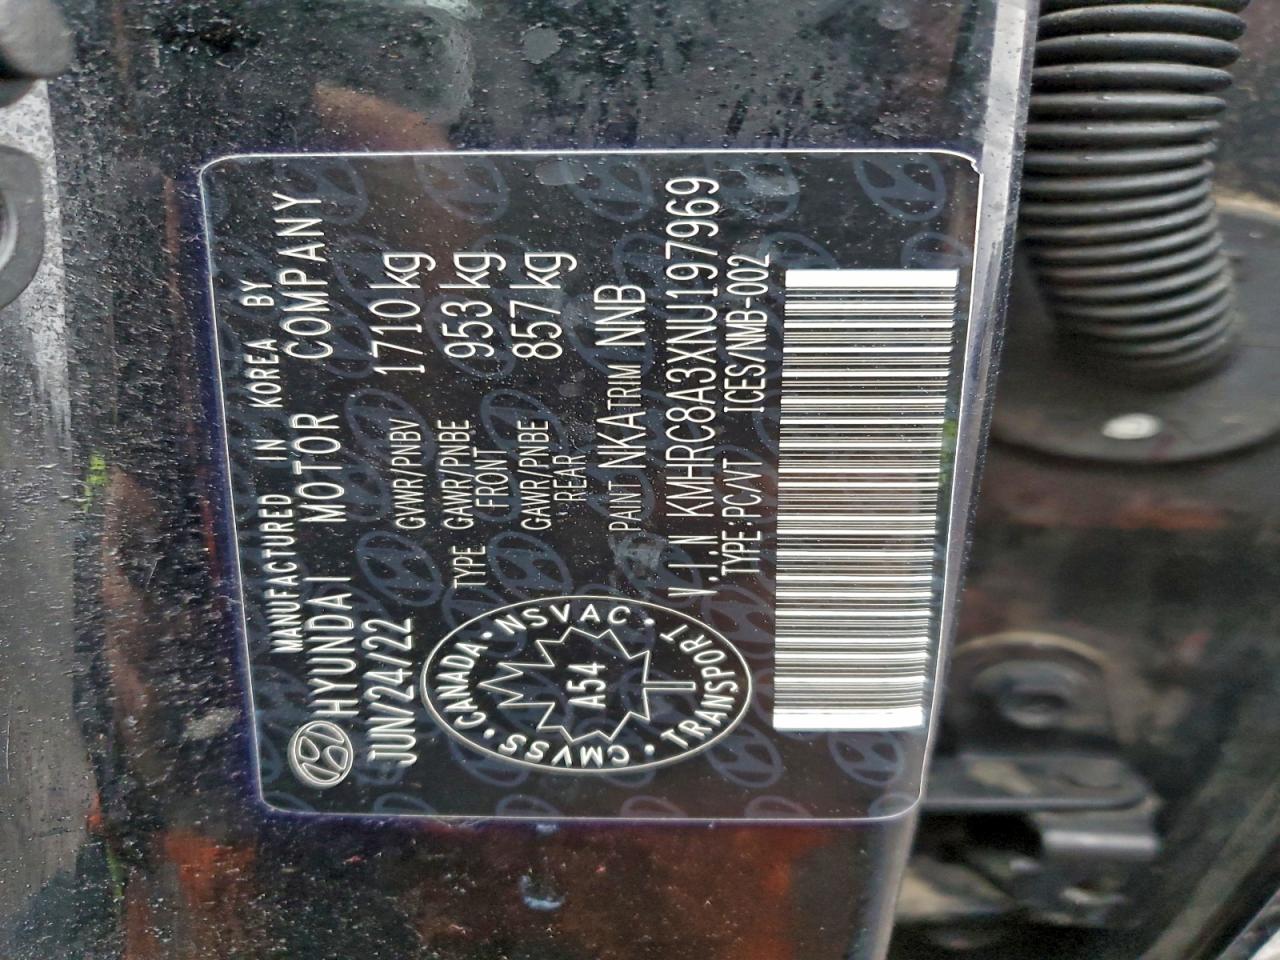 MANUFACTURED IN KOREA BY
HYUNDAI MOTOR COMPANY
JUN/24/22 GVWR/PNBV 1710 kg
TYPE GAWR/PNBE FRONT 953 kg
GAWR/PNBE REAR 857 kg
CANADA · NSVAC · TRANSPORT · CMVSS ·
A54
PAINT NKA TRIM NNB
V.I.N KMHRC8A3XNU197969
TYPE:PC/VT ICES/NMB-002